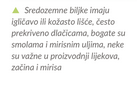 Sredozemne biljke imaju
igličavo ili kožasto lišće, često
prekriveno dlačicama, bogate su
smolama i mirisnim uljima, neke
su važne u proizvodnji lijekova,
začina i mirisa